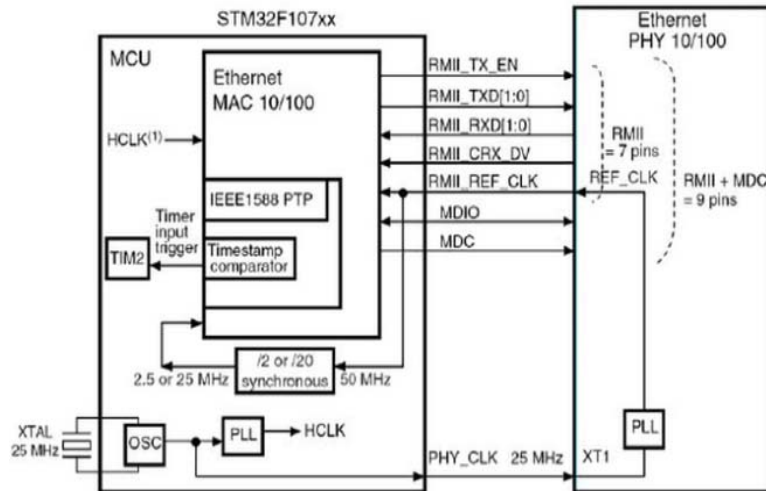 STM32F107xx
Ethernet
PHY 10/100
MCU
Ethernet
MAC 10/100
HCLK(1)
RMII_TX_EN
RMII_TXD[1:0]
RMII_RXD[1:0]
RMII_CRX_DV
RMII_REF_CLK
REF_CLK
MDIO
MDC
RMII
= 7 pins
RMII + MDC
= 9 pins
IEEE1588 PTP
Timer
input
trigger
Timestamp
comparator
TIM2
/2 or /20
synchronous
2.5 or 25 MHz
50 MHz
XTAL
25 MHz
OSC
PLL
HCLK
PHY_CLK 25 MHz
XT1
PLL